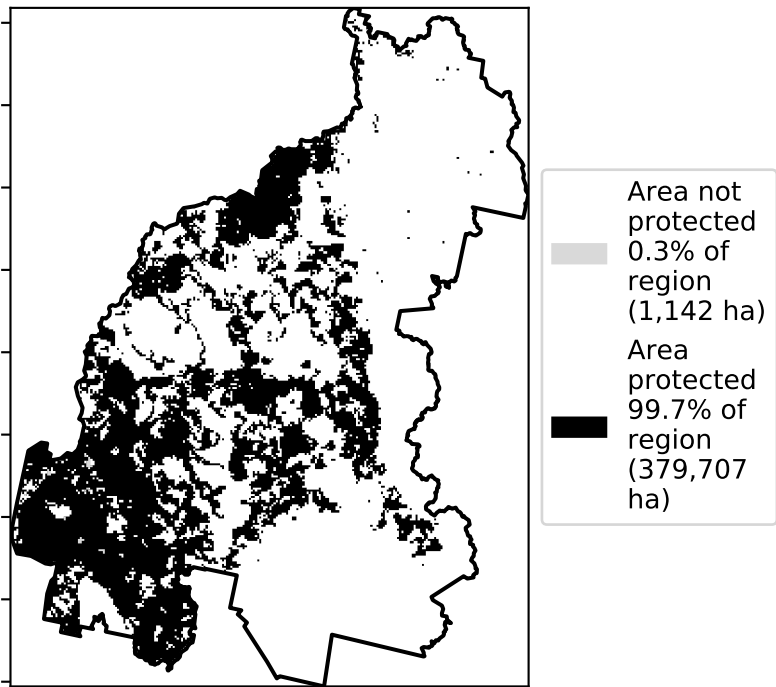 Area not
protected
0.3% of
region
(1,142 ha)
Area
protected
99.7% of
region
(379,707
ha)